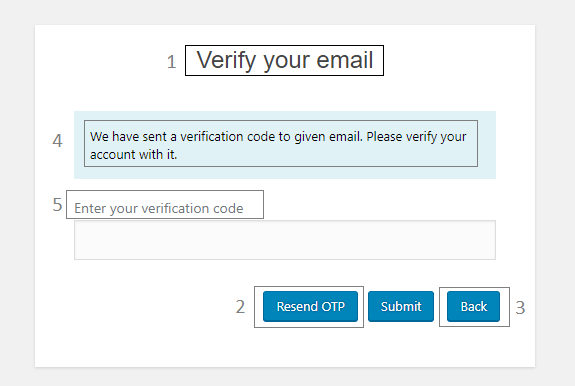 1 Verify your email
4 We have sent a verification code to given email. Please verify your
account with it.
5 Enter your verification code
2 Resend OTP Submit Back 3